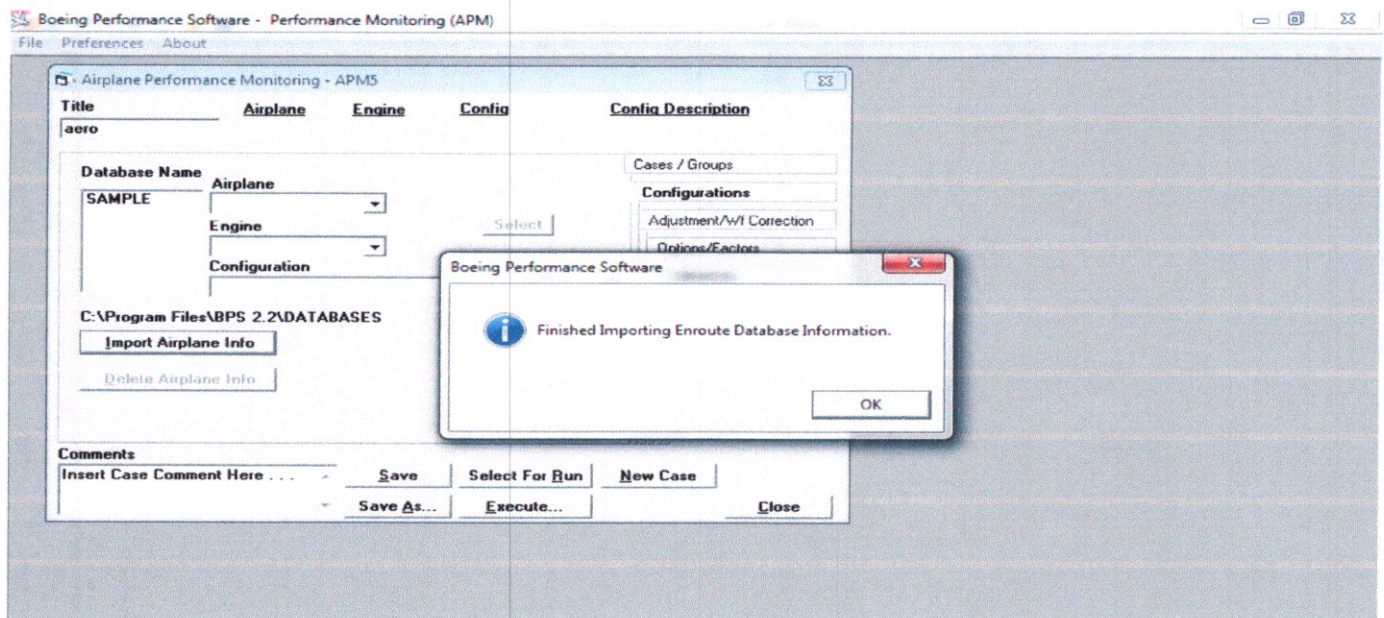 Boeing Performance Software - Performance Monitoring (APM)
File Preferences About
Airplane Performance Monitoring - APM5
Title Airplane Engine Config Config Description
aero
Database Name
SAMPLE
Airplane
Engine
Configuration
Select
Cases / Groups
Configurations
Adjustment/Wf Correction
Options/Factors
C:\Program Files\BPS 2.2\DATABASES
Import Airplane Info
Delete Airplane Info
Boeing Performance Software
Finished Importing Enroute Database Information.
OK
Comments
Insert Case Comment Here . . .
Save Select For Run New Case
Save As... Execute... Close